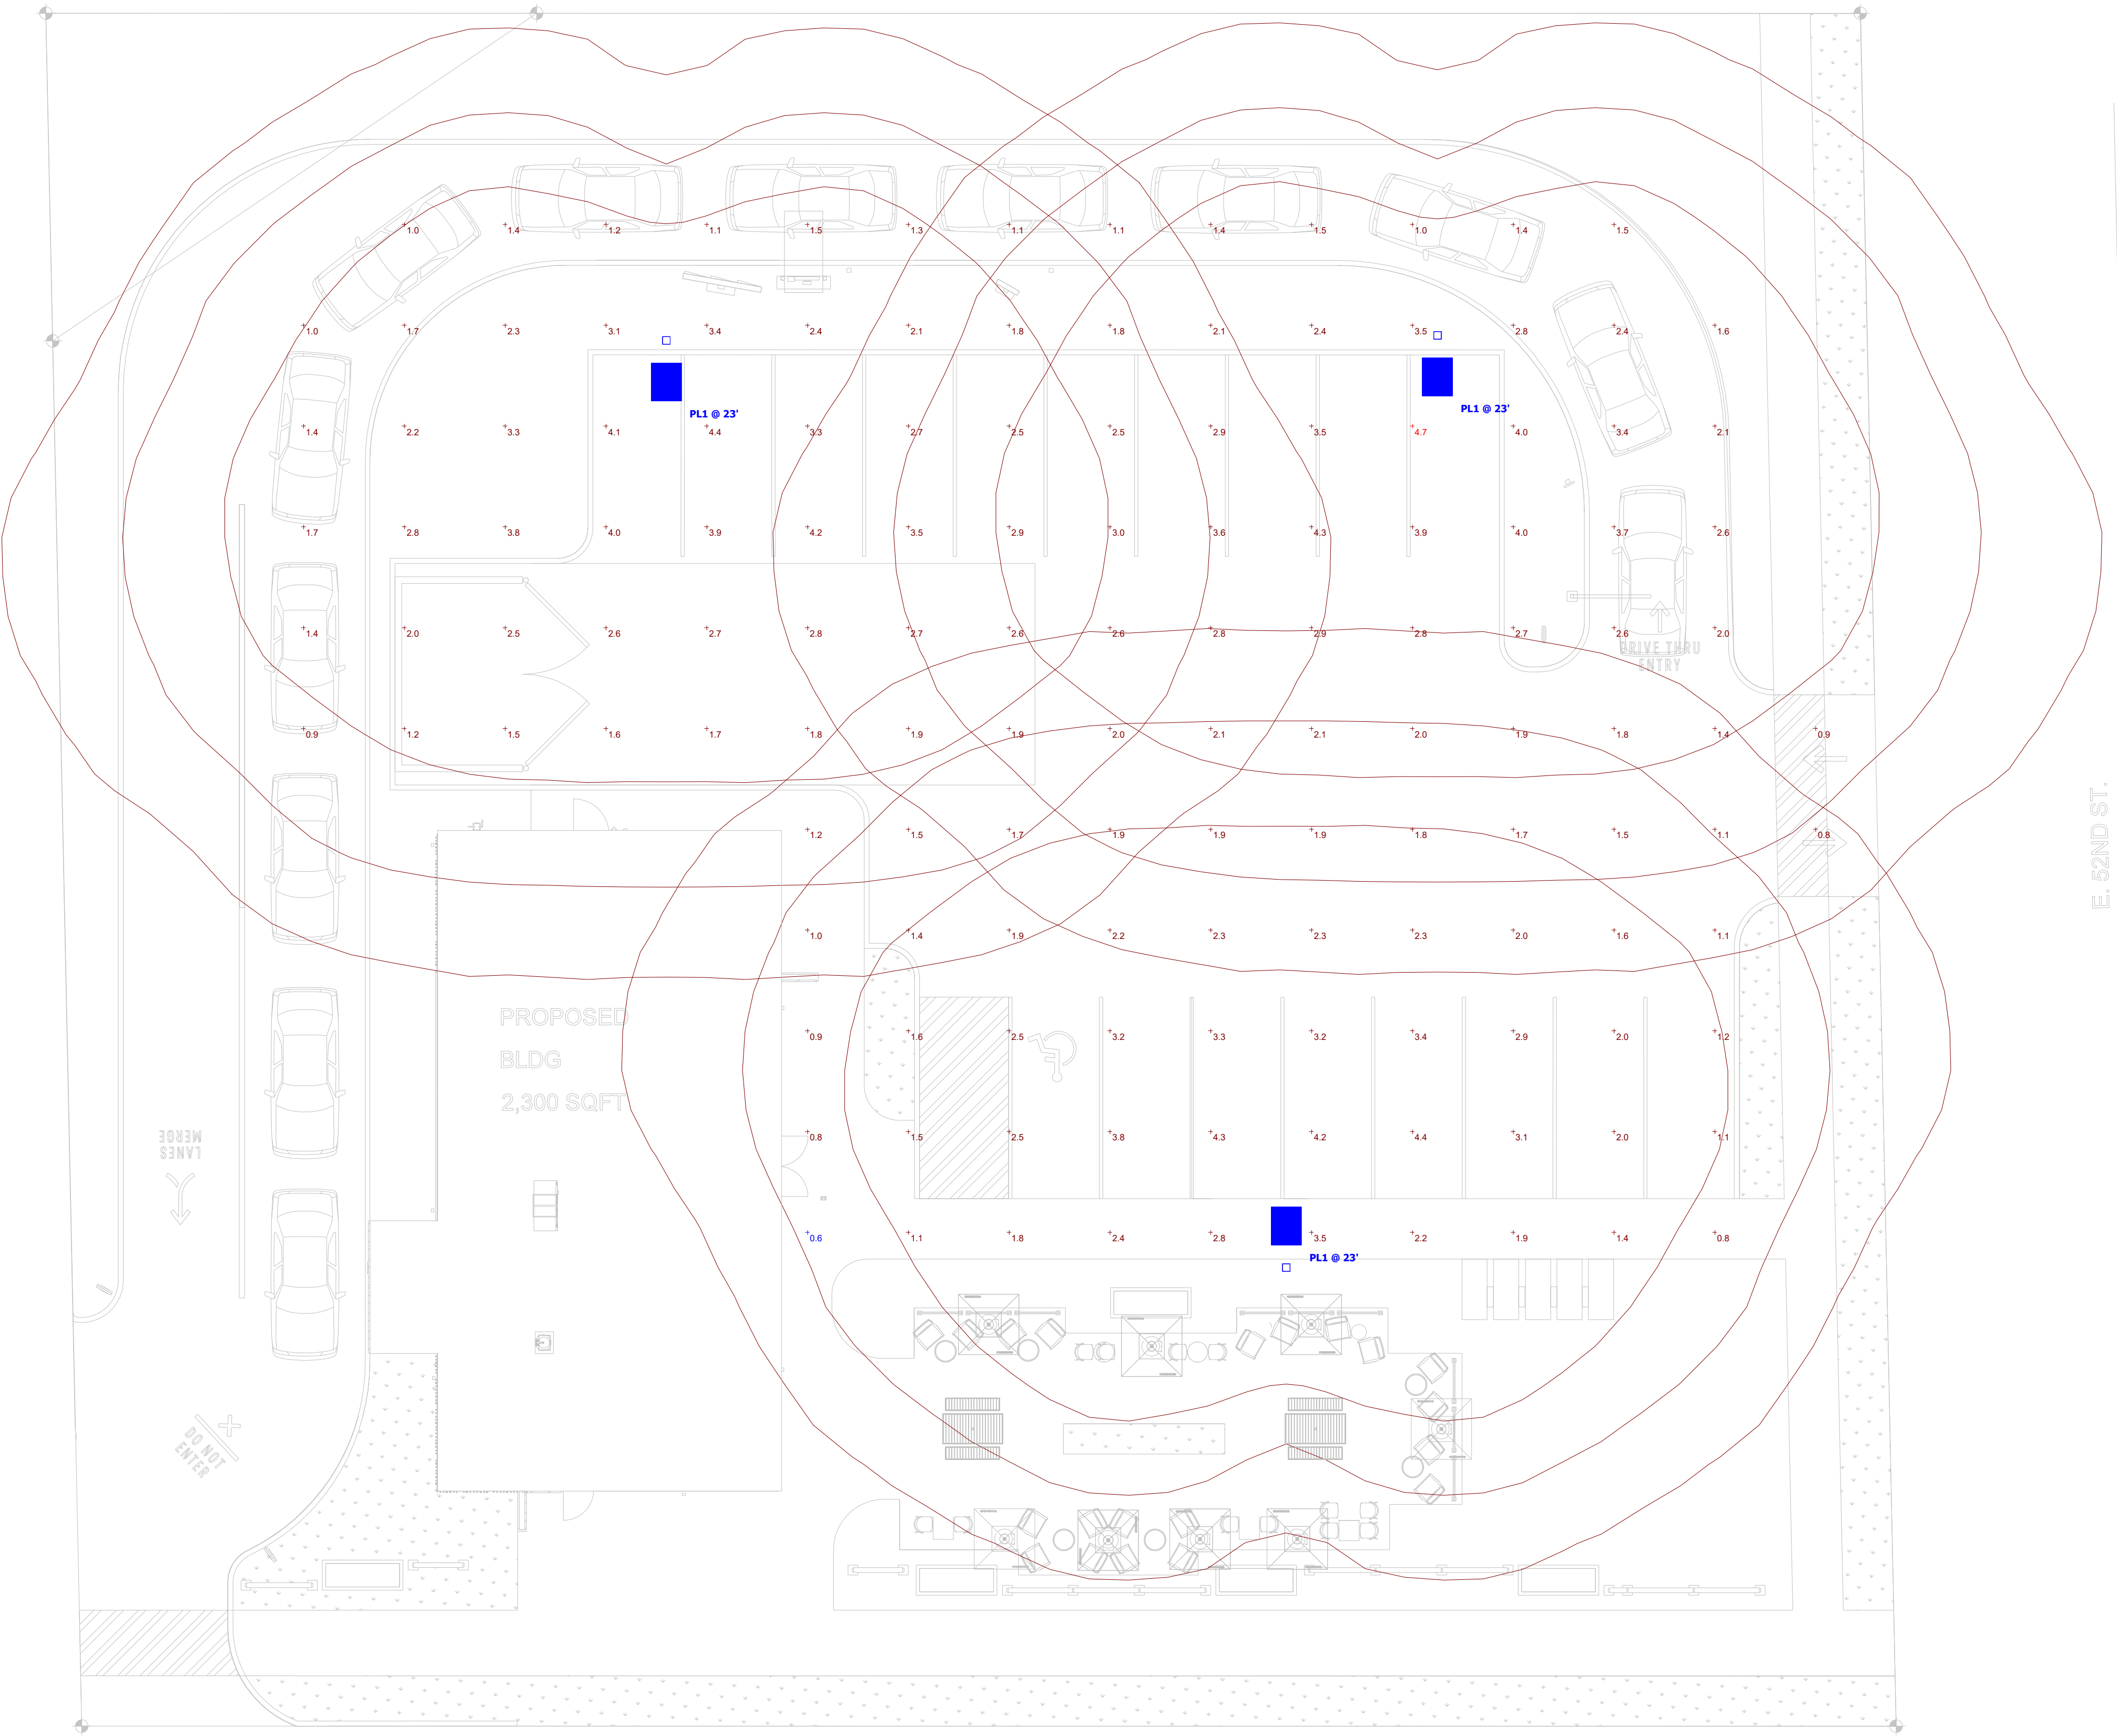 1.0 1.4 1.2 1.1 1.5 1.3 1.1 1.1 1.4 1.5 1.0 1.4 1.5
1.0 1.7 2.3 3.1 3.4 2.4 2.1 1.8 1.8 2.1 2.4 3.5 2.8 2.4 1.6
PL1 @ 23' PL1 @ 23'
1.4 2.2 3.3 4.1 4.4 3.3 2.7 2.5 2.5 2.9 3.5 4.7 4.0 3.4 2.1
1.7 2.8 3.8 4.0 3.9 4.2 3.5 2.9 3.0 3.6 4.3 3.9 4.0 3.7 2.6
1.4 2.0 2.5 2.6 2.7 2.8 2.7 2.6 2.6 2.8 2.9 2.8 2.7 2.6 2.0
DRIVE THRU
ENTRY
0.9 1.2 1.5 1.6 1.7 1.8 1.9 1.9 2.0 2.1 2.1 2.0 1.9 1.8 1.4 0.9
1.2 1.5 1.7 1.9 1.9 1.9 1.8 1.7 1.5 1.1 0.8
E. 52ND ST.
1.0 1.4 1.9 2.2 2.3 2.3 2.3 2.0 1.6 1.1
PROPOSED
BLDG
2,300 SQFT
0.9 1.6 2.5 3.2 3.3 3.2 3.4 2.9 2.0 1.2
LANES
MERGE
0.8 1.5 2.5 3.8 4.3 4.2 4.4 3.1 2.0 1.1
0.6 1.1 1.8 2.4 2.8 3.5 2.2 1.9 1.4 0.8
PL1 @ 23'
DO NOT
ENTER